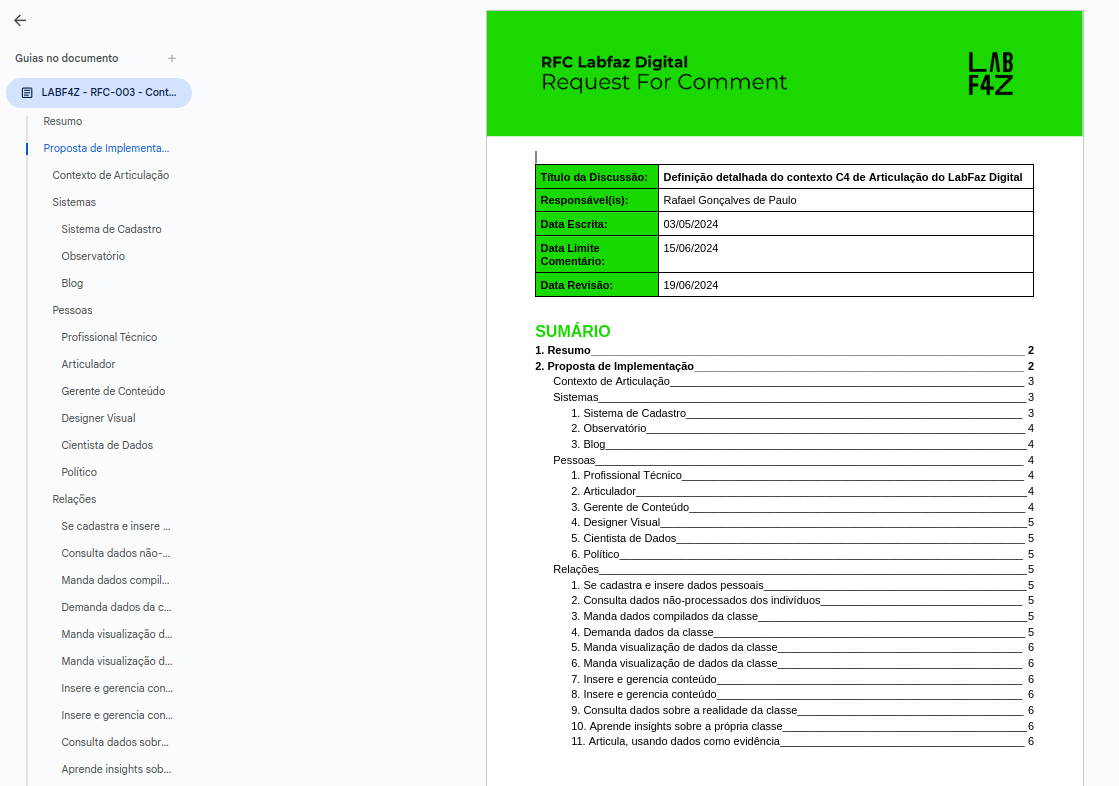 Guias no documento
LABF4Z - RFC-003 - Cont...
Resumo
Proposta de Implementa...
Contexto de Articulação
Sistemas
Sistema de Cadastro
Observatório
Blog
Pessoas
Profissional Técnico
Articulador
Gerente de Conteúdo
Designer Visual
Cientista de Dados
Político
Relações
Se cadastra e insere ...
Consulta dados não-...
Manda dados compil...
Demanda dados da c...
Manda visualização d...
Manda visualização d...
Insere e gerencia con...
Insere e gerencia con...
Consulta dados sobr...
Aprende insights sob...
RFC Labfaz Digital
Request For Comment
LAB
F4Z
Título da Discussão: Definição detalhada do contexto C4 de Articulação do LabFaz Digital
Responsável(is): Rafael Gonçalves de Paulo
Data Escrita: 03/05/2024
Data Limite Comentário: 15/06/2024
Data Revisão: 19/06/2024
SUMÁRIO
1. Resumo 2
2. Proposta de Implementação 2
Contexto de Articulação 3
Sistemas 3
1. Sistema de Cadastro 3
2. Observatório 4
3. Blog 4
Pessoas 4
1. Profissional Técnico 4
2. Articulador 4
3. Gerente de Conteúdo 4
4. Designer Visual 5
5. Cientista de Dados 5
6. Político 5
Relações 5
1. Se cadastra e insere dados pessoais 5
2. Consulta dados não-processados dos indivíduos 5
3. Manda dados compilados da classe 5
4. Demanda dados da classe 5
5. Manda visualização de dados da classe 6
6. Manda visualização de dados da classe 6
7. Insere e gerencia conteúdo 6
8. Insere e gerencia conteúdo 6
9. Consulta dados sobre a realidade da classe 6
10. Aprende insights sobre a própria classe 6
11. Articula, usando dados como evidência 6